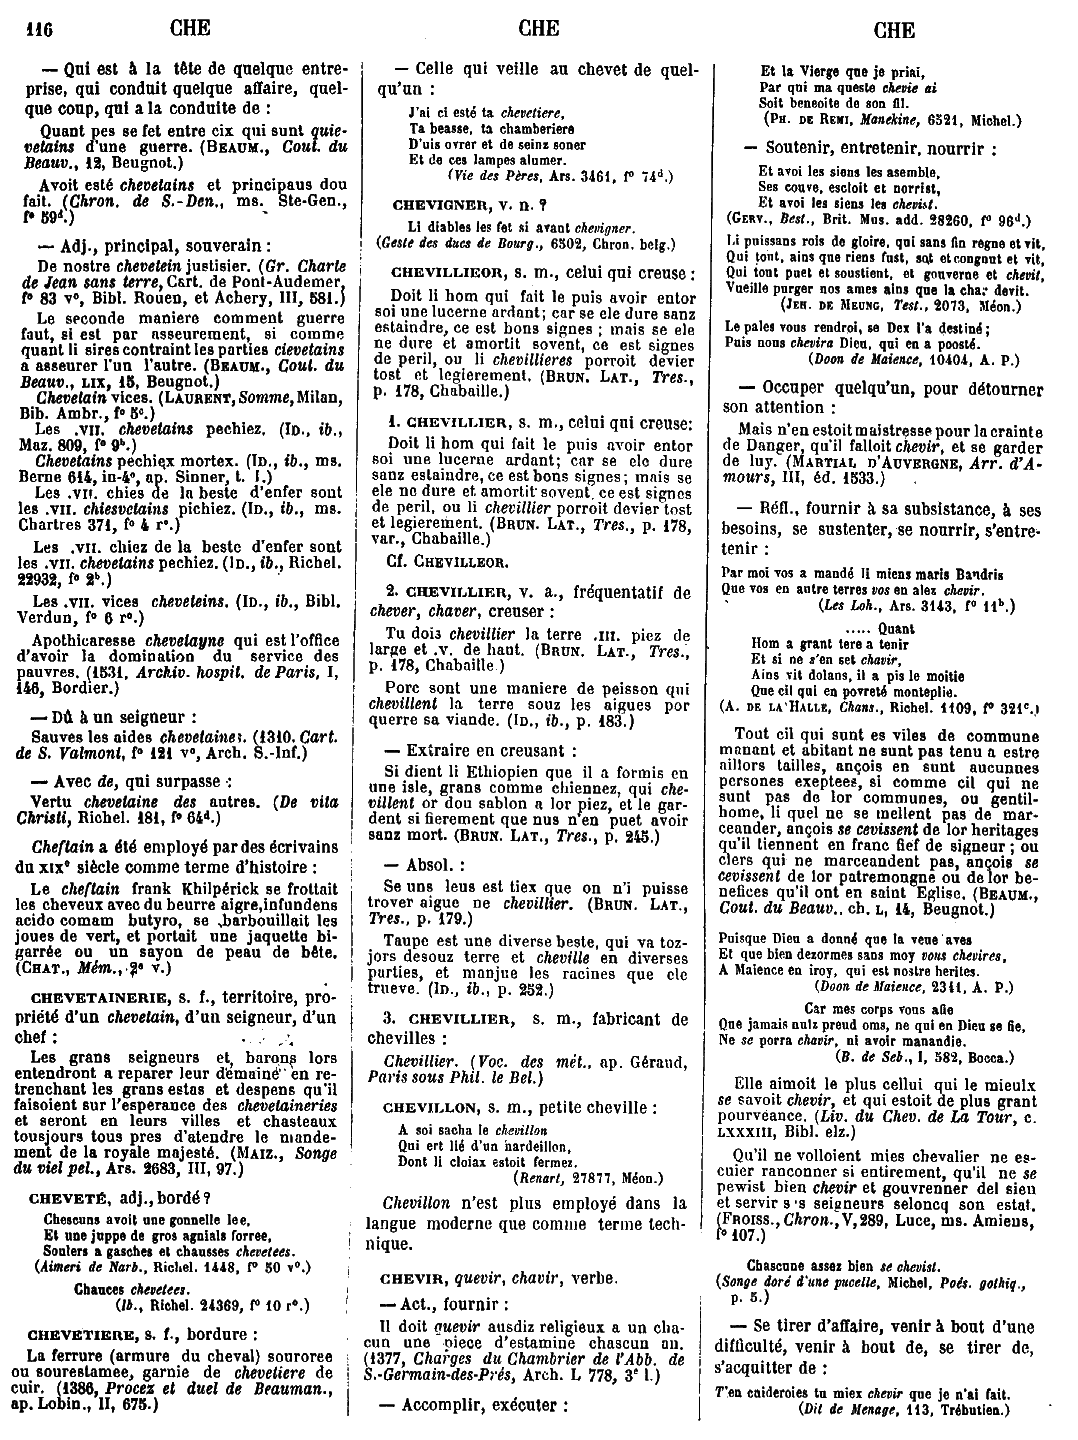 116 CHE CHE CHE
— Qui est à la tête de quelque entre-
prise, qui conduit quelque affaire, quel-
que coup, qui a la conduite de :
Quant pes se fet entre cix qui sunt quie-
velains d'une guerre. (BEAUM., Cout. du
Beauv., 12, Beugnot.)
Avoit esté chevetains et principaus dou
fait. (Chron. de S.-Den., ms. Ste-Gen.,
f° 59ᵈ.)
— Adj., principal, souverain :
De nostre chevetein justisier. (Gr. Charte
de Jean sans terre, Cart. de Pont-Audemer,
f° 83 v°, Bibl. Rouen, et Achery, III, 581.)
Le seconde maniere comment guerre
faut, si est par asseurement, si comme
quant li sires contraint les parties cievetains
a asseurer l'un l'autre. (BEAUM., Cout. du
Beauv., LIX, 15, Beugnot.)
Chevetain vices. (LAURENT, Somme, Milan,
Bib. Ambr., f° 5ᶜ.)
Les .VII. chevetains pechiez. (ID., ib.,
Maz. 809, f° 9ᵇ.)
Chevetains pechiex mortex. (ID., ib., ms.
Berne 614, in-4°, ap. Sinner, t. I.)
Les .VII. chies de la beste d'enfer sont
les .VII. chiesvetains pichiez. (ID., ib., ms.
Chartres 371, f° 4 r°.)
Les .VII. chiez de la beste d'enfer sont
les .VII. chevetains pechiez. (ID., ib., Richel.
22932, f° 2ᵇ.)
Les .VII. vices cheveteins. (ID., ib., Bibl.
Verdun, f° 6 r°.)
Apothicaresse chevetayne qui est l'office
d'avoir la domination du service des
pauvres. (1531, Archiv. hospit. de Paris, I,
146, Bordier.)
— Dû à un seigneur :
Sauves les aides chevetaines. (1310. Cart.
de S. Valmont, f° 121 v°, Arch. S.-Inf.)
— Avec de, qui surpasse :
Vertu chevetaine des autres. (De vita
Christi, Richel. 181, f° 64ᵈ.)
Cheftain a été employé par des écrivains
du XIXᵉ siècle comme terme d'histoire :
Le cheftain frank Khilpérick se frottait
les cheveux avec du beurre aigre, infundens
acido comam butyro, se barbouillait les
joues de vert, et portait une jaquette bi-
garrée ou un sayon de peau de bête.
(CHAT., Mém., 2ᵉ v.)
CHEVETAINERIE, s. f., territoire, pro-
priété d'un chevetain, d'un seigneur, d'un
chef :
Les grans seigneurs et barons lors
entendront a reparer leur demaine en re-
trenchant les grans estas et despens qu'il
faisoient sur l'esperance des chevetaineries
et seront en leurs villes et chasteaux
tousjours tous pres d'atendre le mande-
ment de la royale majesté. (MAIZ., Songe
du viel pel., Ars. 2683, III, 97.)
CHEVETÉ, adj., bordé ?
Chescuns avoit une gonnelle lee,
Et une juppe de gros agnials forree,
Soulers a gasches et chausses chevetees.
(Aimeri de Narb., Richel. 1448, f° 50 v°.)
Chauces chevetees.
(Ib., Richel. 24369, f° 10 r°.)
CHEVETIERE, s. f., bordure :
La ferrure (armure du cheval) souroree
ou sourestamee, garnie de chevetiere de
cuir. (1386, Procez et duel de Beauman.,
ap. Lobin., II, 675.)
— Celle qui veille au chevet de quel-
qu'un :
J'ai ci esté ta chevetiere,
Ta beasse, ta chamberiere
D'uis ovrer et de seinz soner
Et de ces lampes alumer.
(Vie des Pères, Ars. 3461, f° 74ᵈ.)
CHEVIGNER, v. n. ?
Li diables les fet si avant chevigner.
(Geste des ducs de Bourg., 6302, Chron. belg.)
CHEVILLIEOR, s. m., celui qui creuse :
Doit li hom qui fait le puis avoir entor
soi une lucerne ardant; car se ele dure sanz
estaindre, ce est bons signes ; mais se ele
ne dure et amortit sovent, ce est signes
de peril, ou li chevillieres porroit devier
tost et legierement. (BRUN. LAT., Tres.,
p. 178, Chabaille.)
1. CHEVILLIER, s. m., celui qui creuse:
Doit li hom qui fait le puis avoir entor
soi une lucerne ardant; car se ele dure
sanz estaindre, ce est bons signes; mais se
ele ne dure et amortit sovent, ce est signes
de peril, ou li chevillier porroit devier tost
et legierement. (BRUN. LAT., Tres., p. 178,
var., Chabaille.)
Cf. CHEVILLEOR.
2. CHEVILLIER, v. a., fréquentatif de
chever, chaver, creuser :
Tu dois chevillier la terre .III. piez de
large et .v. de haut. (BRUN. LAT., Tres.,
p. 178, Chabaille.)
Porc sont une maniere de peisson qui
chevillent la terre souz les aigues por
querre sa viande. (ID., ib., p. 183.)
— Extraire en creusant :
Si dient li Ethiopien que il a formis en
une isle, grans comme chiennez, qui che-
villent or dou sablon a lor piez, et le gar-
dent si fierement que nus n'en puet avoir
sanz mort. (BRUN. LAT., Tres., p. 245.)
— Absol. :
Se uns leus est tiex que on n'i puisse
trover aigue ne chevillier. (BRUN. LAT.,
Tres., p. 179.)
Taupe est une diverse beste, qui va toz-
jors desouz terre et cheville en diverses
parties, et manjue les racines que ele
trueve. (ID., ib., p. 252.)
3. CHEVILLIER, s. m., fabricant de
chevilles :
Chevillier. (Voc. des mét., ap. Géraud,
Paris sous Phil. le Bel.)
CHEVILLON, s. m., petite cheville :
A soi sacha le chevillon
Qui ert lié d'un hardeillon,
Dont li cloiax estoit fermez.
(Renart, 27877, Méon.)
Chevillon n'est plus employé dans la
langue moderne que comme terme tech-
nique.
CHEVIR, quevir, chavir, verbe.
— Act., fournir :
Il doit quevir ausdiz religieux a un cha-
cun une piece d'estamine chascun an.
(1377, Charges du Chambrier de l'Abb. de
S.-Germain-des-Prés, Arch. L 778, 3ᵉ l.)
— Accomplir, exécuter :
Et la Vierge que je priai,
Par qui ma queste chevie ai
Soit beneoite de son fil.
(PH. DE REMI, Manekine, 6321, Michel.)
— Soutenir, entretenir, nourrir :
Et avoi les siens les asemble,
Ses couve, escloit et norrist,
Et avoi les siens les chevist.
(GERV., Best., Brit. Mus. add. 28260, f° 96ᵈ.)
Li puissans rois de gloire, qui sans fin regne et vit,
Qui tont, ains que riens fust, sot et congnut et vit,
Qui tout puet et soustient, et gouverne et chevit,
Vueille purger nos ames ains que la char devit.
(JEH. DE MEUNG, Test., 2073, Méon.)
Le pales vous rendroi, se Dex l'a destiné ;
Puis nous chevira Dieu, qui en a poosté.
(Doon de Maience, 10404, A. P.)
— Occuper quelqu'un, pour détourner
son attention :
Mais n'en estoit maistresse pour la crainte
de Danger, qu'il falloit chevir, et se garder
de luy. (MARTIAL D'AUVERGNE, Arr. d'A-
mours, III, éd. 1533.)
— Réfl., fournir à sa subsistance, à ses
besoins, se sustenter, se nourrir, s'entre-
tenir :
Par moi vos a mandé li miens maris Bandris
Que vos en autre terres vos en alez chevir.
(Les Loh., Ars. 3143, f° 11ᵇ.)
..... Quant
Hom a grant tere a tenir
Et si ne s'en set chavir,
Ains vit dolans, il a pis le moitie
Que cil qui en povreté monteplie.
(A. DE LA HALLE, Chans., Richel. 1109, f° 321ᶜ.)
Tout cil qui sunt es viles de commune
manant et abitant ne sunt pas tenu a estre
aillors tailles, ançois en sunt aucunnes
persones exeptees, si comme cil qui ne
sunt pas de lor communes, ou gentil-
home, li quel ne se mellent pas de mar-
ceander, ançois se cevissent de lor heritages
qu'il tiennent en franc fief de signeur ; ou
clers qui ne marceandent pas, ançois se
cevissent de lor patremongne ou de lor be-
nefices qu'il ont en saint Eglise. (BEAUM.,
Cout. du Beauv., ch. L, 14, Beugnot.)
Puisque Dieu a donné que la veue aves
Et que bien dezormes sans moy vous chevires,
A Maience en iroy, qui est nostre herites.
(Doon de Maience, 2341, A. P.)
Car mes corps vous afie
Que jamais nulz preud oms, ne qui en Dieu se fie,
Ne se porra chavir, ni avoir manandie.
(B. de Seb., I, 582, Bocca.)
Elle aimoit le plus cellui qui le mieulx
se savoit chevir, et qui estoit de plus grant
pourveance. (Liv. du Chev. de La Tour, c.
LXXXIII, Bibl. elz.)
Qu'il ne volloient mies chevalier ne es-
cuier ranconner si entirement, qu'il ne se
pewist bien chevir et gouvrenner del sien
et servir s s seigneurs seloncq son estat.
(FROISS., Chron., V, 289, Luce, ms. Amiens,
f° 107.)
Chascune assez bien se chevist.
(Songe doré d'une pucelle, Michel, Poés. gothiq.,
p. 5.)
— Se tirer d'affaire, venir à bout d'une
difficulté, venir à bout de, se tirer de,
s'acquitter de :
T'en cuideroies tu miex chevir que je n'ai fait.
(Dit de Menage, 113, Trébutien.)